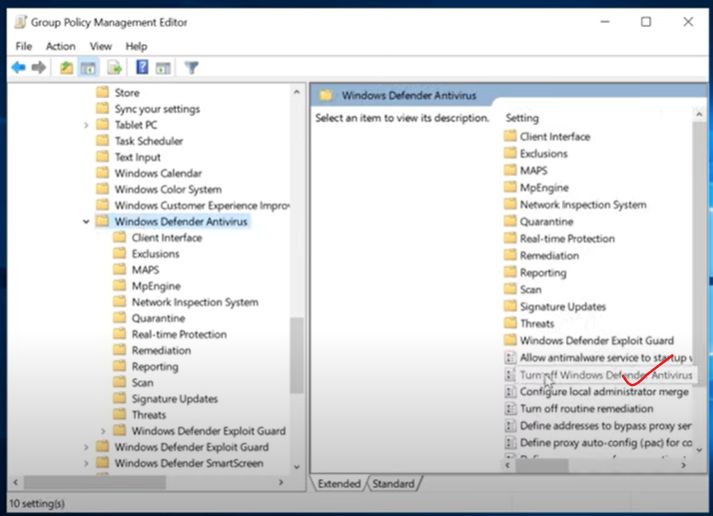 Group Policy Management Editor
File Action View Help
Store
Sync your settings
Tablet PC
Task Scheduler
Text Input
Windows Calendar
Windows Color System
Windows Customer Experience Improv
Windows Defender Antivirus
Client Interface
Exclusions
MAPS
MpEngine
Network Inspection System
Quarantine
Real-time Protection
Remediation
Reporting
Scan
Signature Updates
Threats
Windows Defender Exploit Guard
Windows Defender Exploit Guard
Windows Defender SmartScreen
Windows Defender Antivirus
Select an item to view its description.
Setting
Client Interface
Exclusions
MAPS
MpEngine
Network Inspection System
Quarantine
Real-time Protection
Remediation
Reporting
Scan
Signature Updates
Threats
Windows Defender Exploit Guard
Allow antimalware service to startup w
Turn off Windows Defender Antivirus
Configure local administrator merge
Turn off routine remediation
Define addresses to bypass proxy ser
Define proxy auto-config (.pac) for co
Extended Standard
10 setting(s)